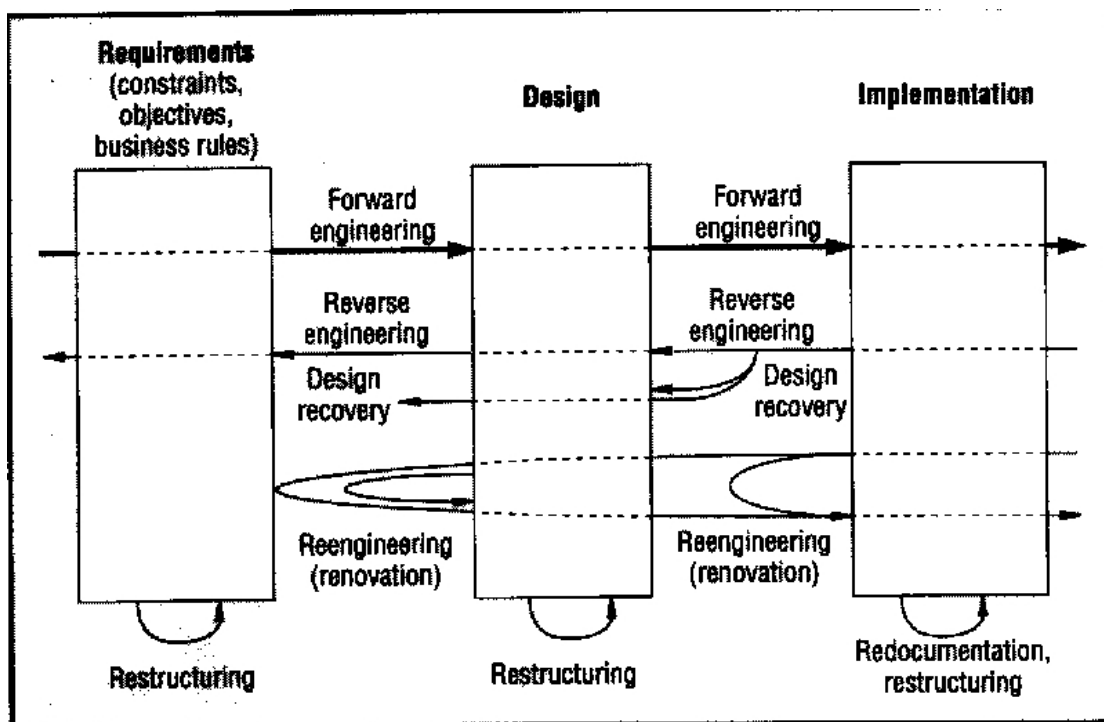 Requirements
(constraints,
objectives,
business rules)
Design
Implementation
Forward
engineering
Forward
engineering
Reverse
engineering
Reverse
engineering
Design
recovery
Design
recovery
Reengineering
(renovation)
Reengineering
(renovation)
Restructuring
Restructuring
Redocumentation,
restructuring